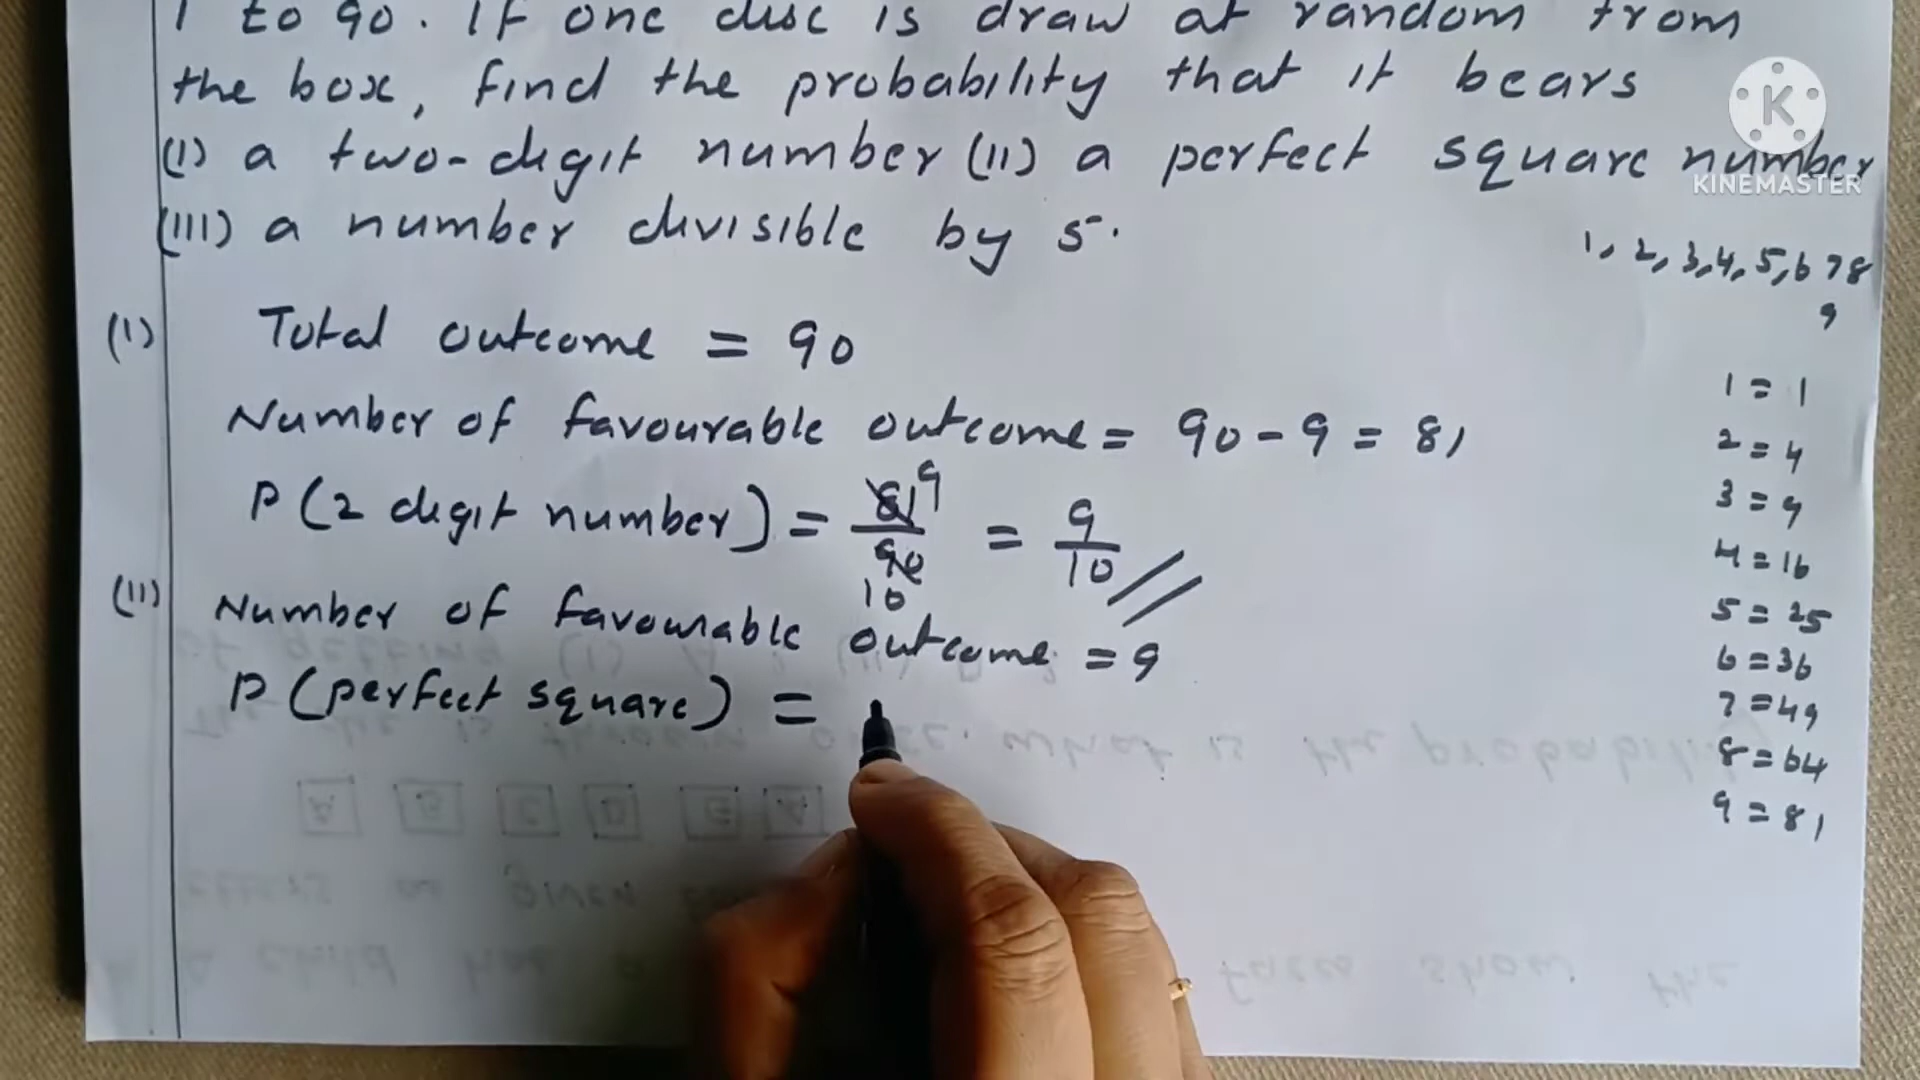 1 to 90. If one disc is draw at random from
the box, find the probability that it bears
(I) a two-digit number (II) a perfect square number
(III) a number divisible by 5.
K
KINEMASTER
1, 2, 3, 4, 5, 6 7 8
9
(I) Total outcome = 90
Number of favourable outcome = 90 - 9 = 81
P (2 digit number) = 81 9 / 90 10 = 9/10 //
(II) Number of favourable outcome = 9
P (perfect square) =
1 = 1
2 = 4
3 = 9
4 = 16
5 = 25
6 = 36
7 = 49
8 = 64
9 = 81